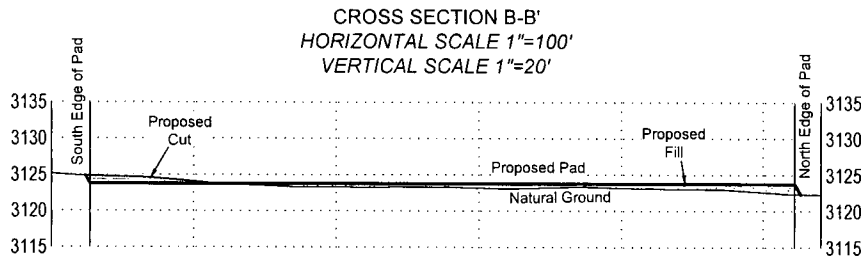 CROSS SECTION B-B'
HORIZONTAL SCALE 1"=100'
VERTICAL SCALE 1"=20'
South Edge of Pad
North Edge of Pad
3135
3130
3125
3120
3115
Proposed
Cut
Proposed Pad
Natural Ground
Proposed
Fill
3135
3130
3125
3120
3115